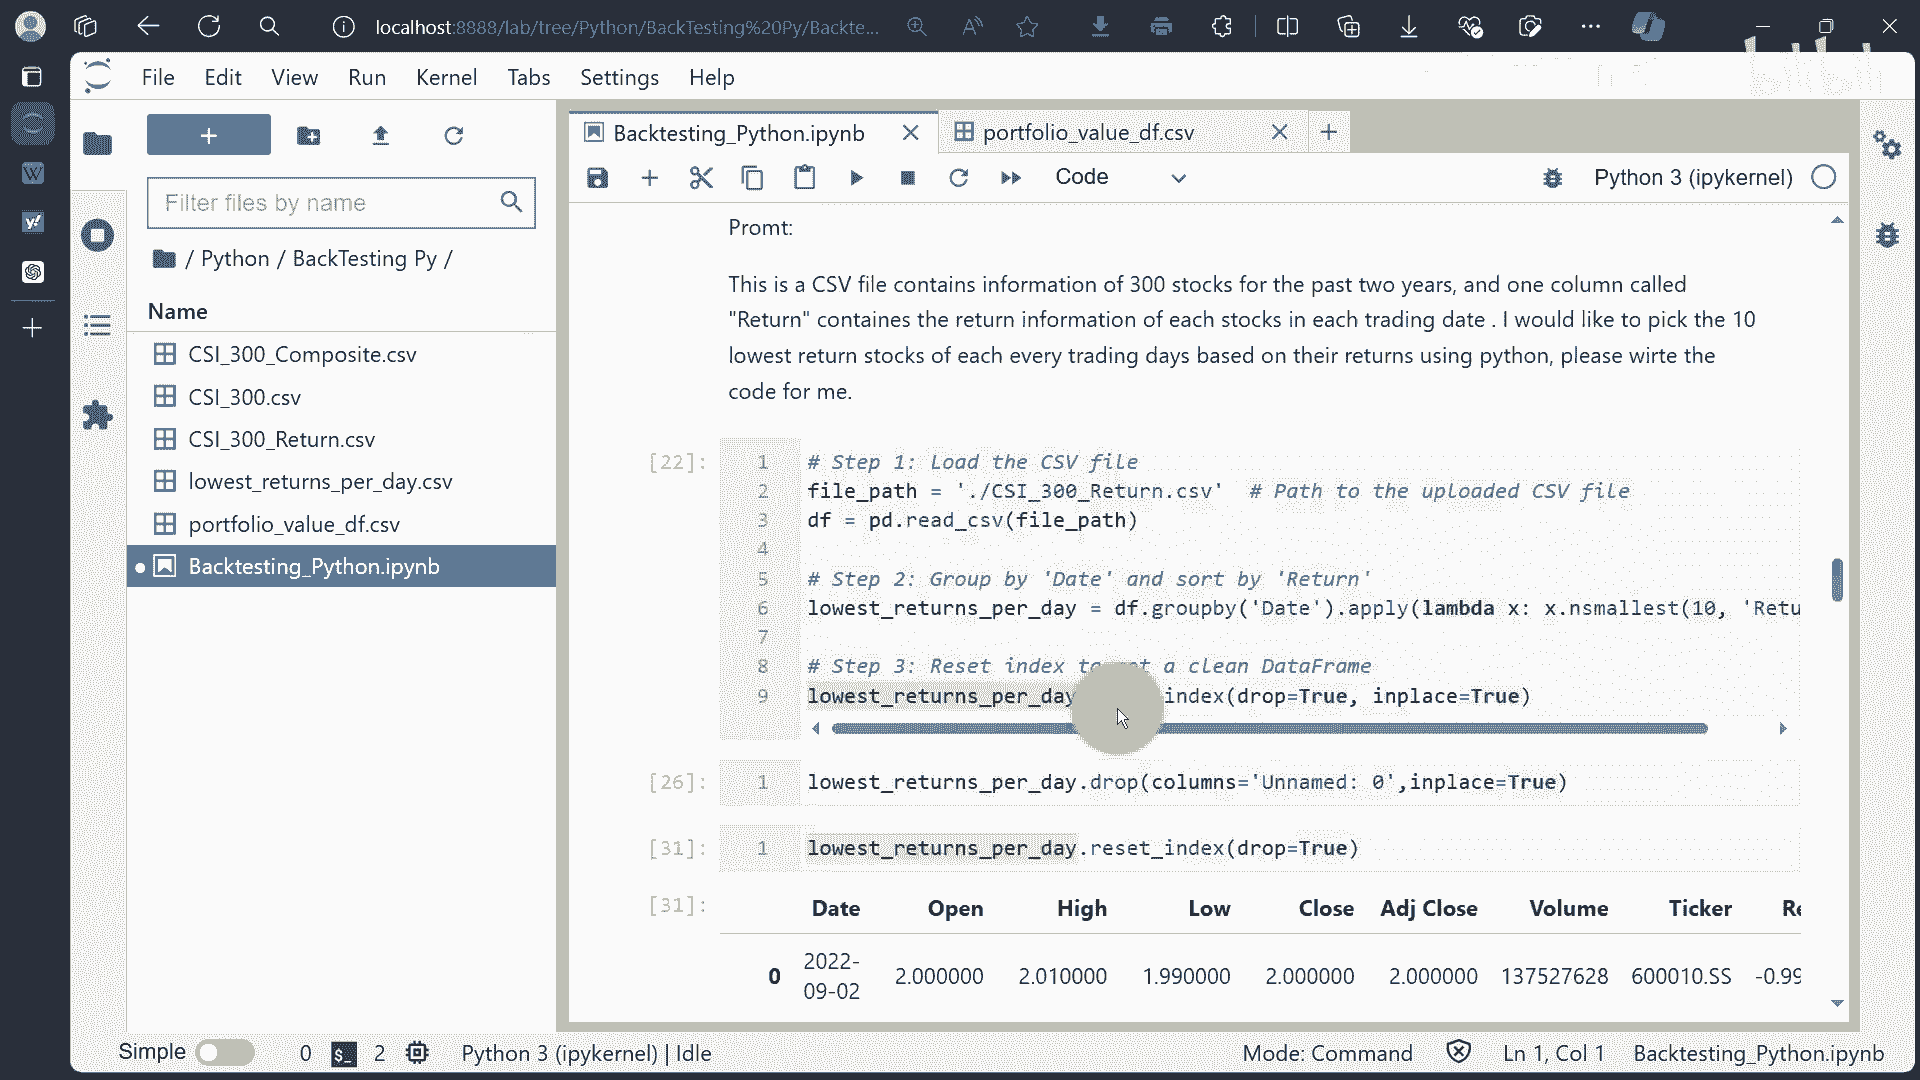 localhost:8888/lab/tree/Python/BackTesting%20Py/Backte...
File Edit View Run Kernel Tabs Settings Help
Backtesting_Python.ipynb
portfolio_value_df.csv
Code
Python 3 (ipykernel)
Filter files by name
/ Python / BackTesting Py /
Name
CSI_300_Composite.csv
CSI_300.csv
CSI_300_Return.csv
lowest_returns_per_day.csv
portfolio_value_df.csv
Backtesting_Python.ipynb
Promt:
This is a CSV file contains information of 300 stocks for the past two years, and one column called
"Return" containes the return information of each stocks in each trading date . I would like to pick the 10
lowest return stocks of each every trading days based on their returns using python, please wirte the
code for me.
[22]:
1 # Step 1: Load the CSV file
2 file_path = './CSI_300_Return.csv' # Path to the uploaded CSV file
3 df = pd.read_csv(file_path)
4
5 # Step 2: Group by 'Date' and sort by 'Return'
6 lowest_returns_per_day = df.groupby('Date').apply(lambda x: x.nsmallest(10, 'Retu
7
8 # Step 3: Reset index a clean DataFrame
9 lowest_returns_per_day index(drop=True, inplace=True)
[26]: 1 lowest_returns_per_day.drop(columns='Unnamed: 0',inplace=True)
[31]: 1 lowest_returns_per_day.reset_index(drop=True)
[31]: Date Open High Low Close Adj Close Volume Ticker Re
0 2022-09-02 2.000000 2.010000 1.990000 2.000000 2.000000 137527628 600010.SS -0.99
Simple 0 $_ 2 Python 3 (ipykernel) | Idle Mode: Command Ln 1, Col 1 Backtesting_Python.ipynb